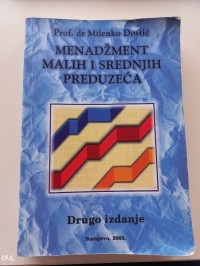 Prof. dr Milenko Dostić
MENADŽMENT
MALIH I SREDNJIH
PREDUZEĆA
Drugo izdanje
Sarajevo, 2003.